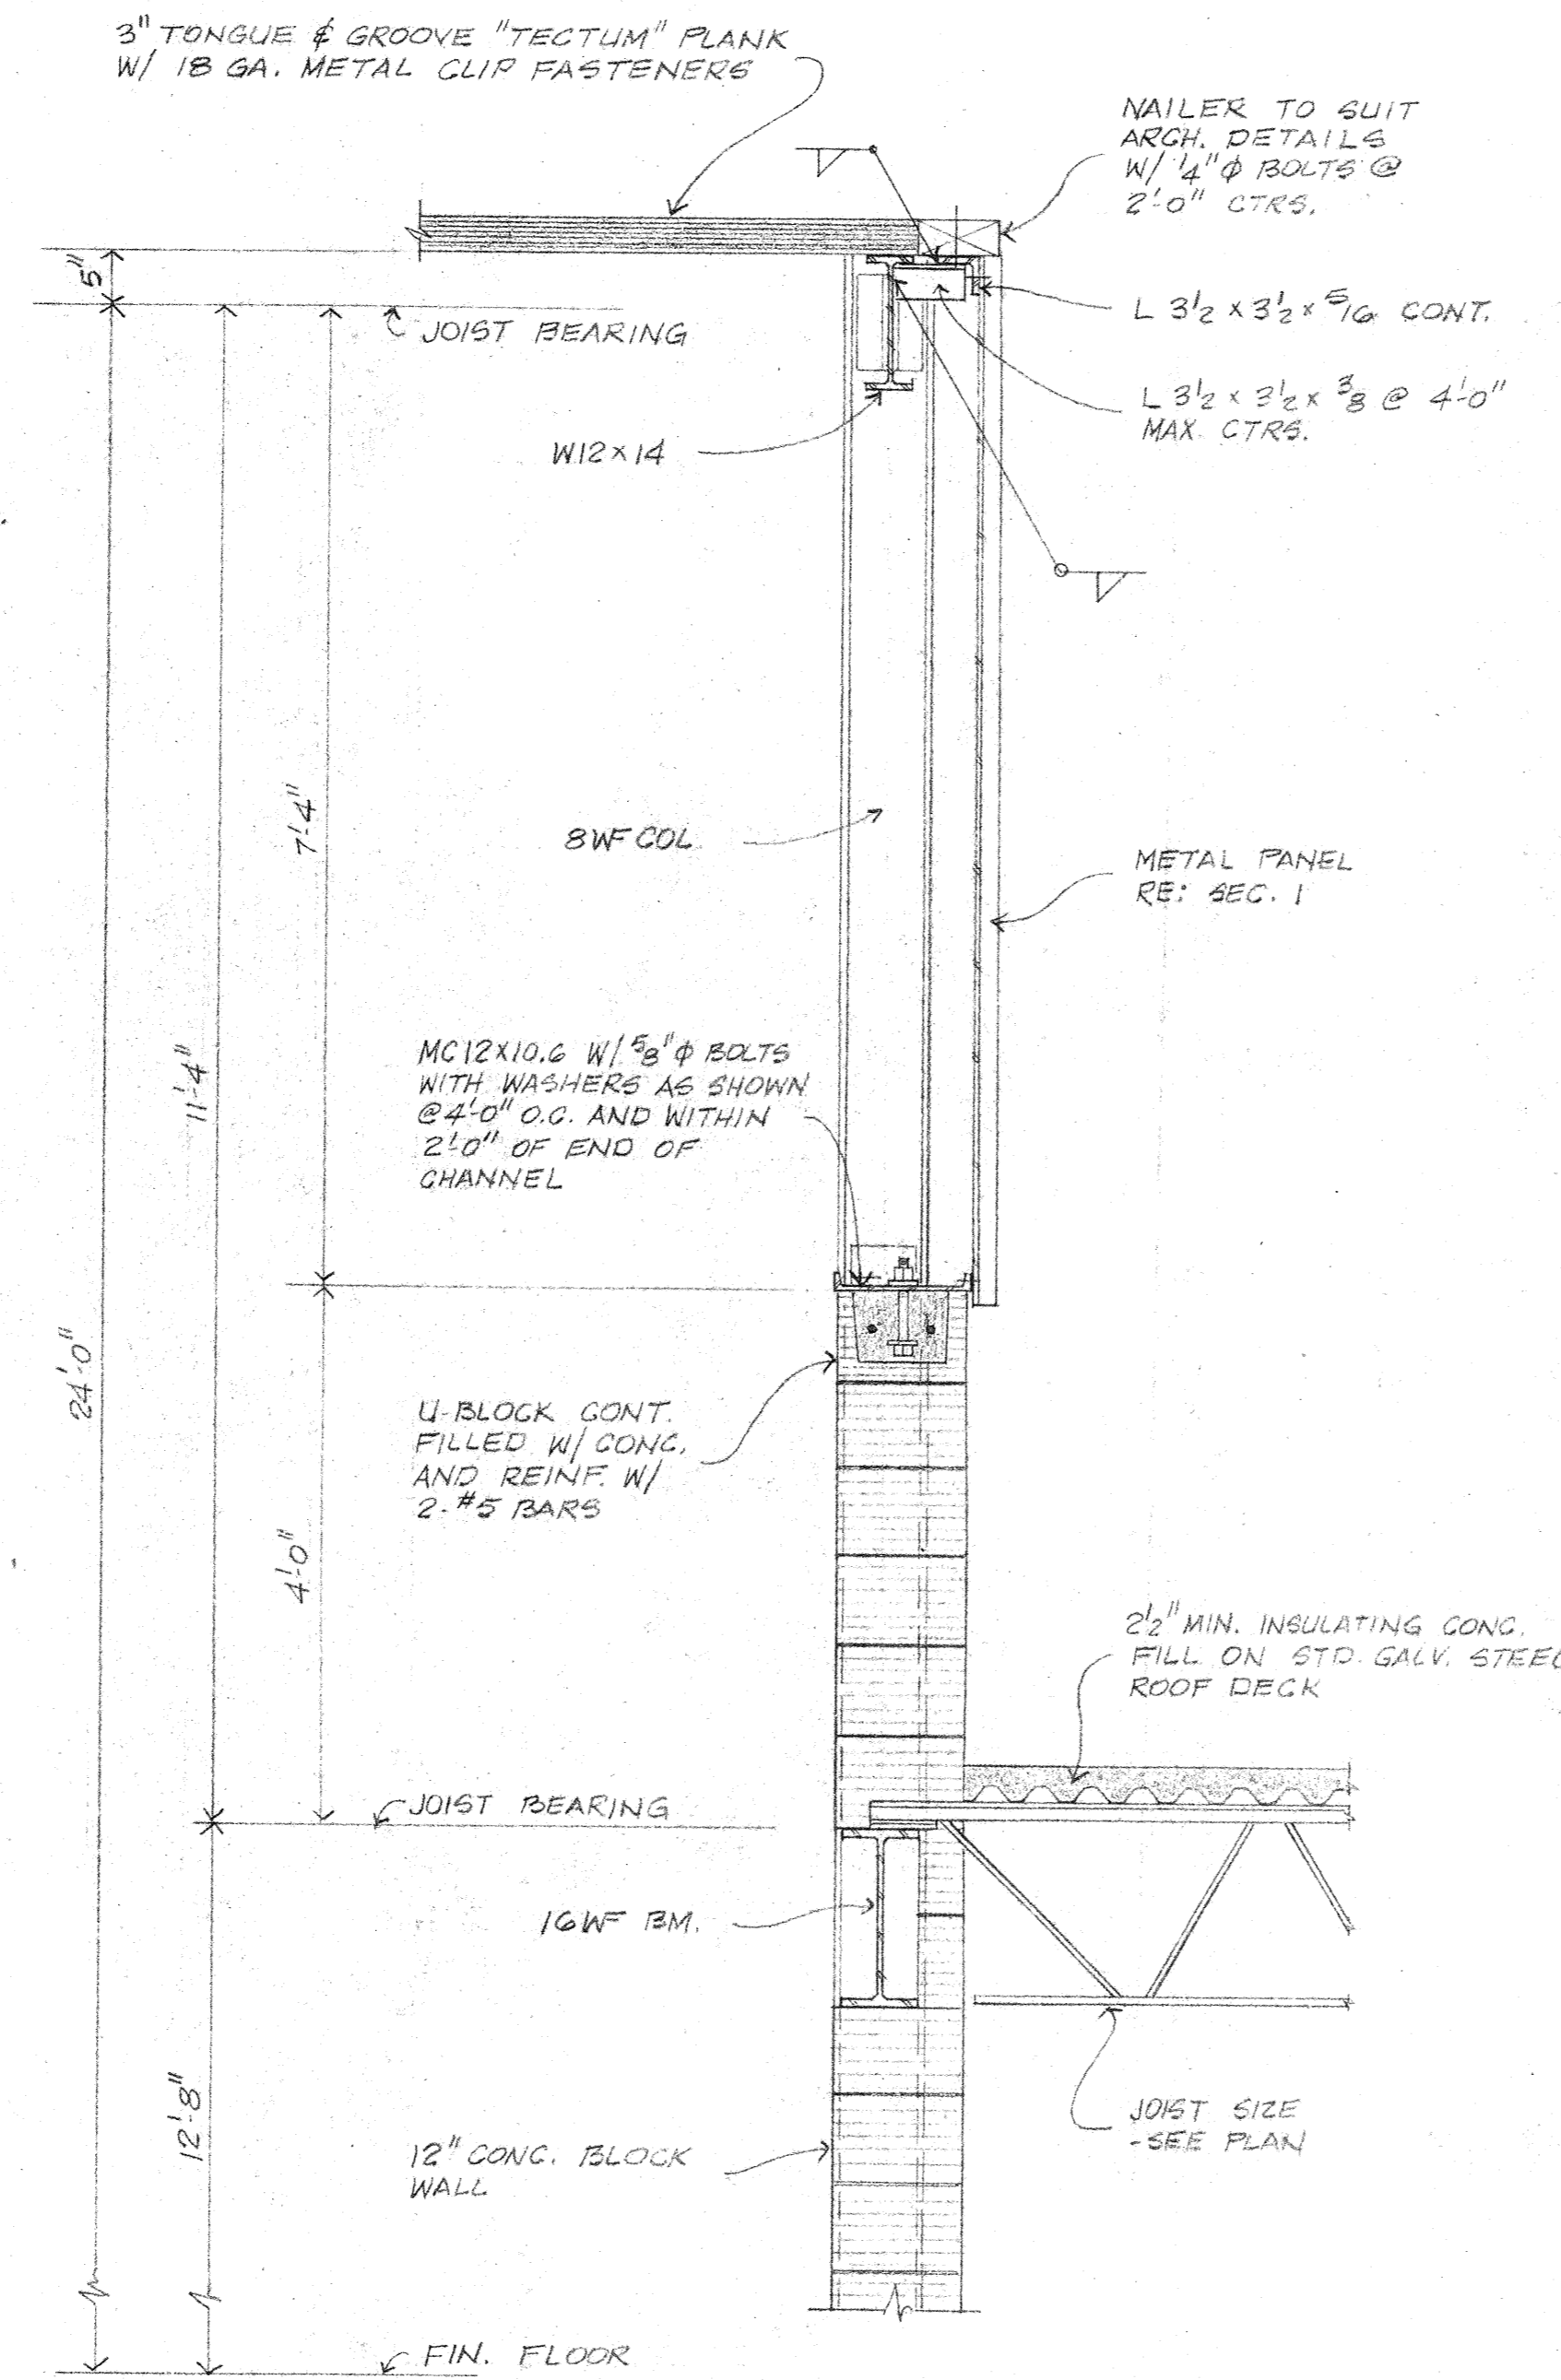 3" TONGUE & GROOVE "TECTUM" PLANK
W/ 18 GA. METAL CLIP FASTENERS
NAILER TO SUIT
ARCH. DETAILS
W/ 1/4" φ BOLTS @
2'-0" CTRS.
5"
JOIST BEARING
L 3 1/2 x 3 1/2 x 5/16 CONT.
L 3 1/2 x 3 1/2 x 3/8 @ 4'-0"
MAX. CTRS.
W12x14
7'-4"
8WF COL.
METAL PANEL
RE: SEC. 1
11'-4"
MC12X10.6 W/ 5/8" φ BOLTS
WITH WASHERS AS SHOWN
@4'-0" O.C. AND WITHIN
2'-0" OF END OF
CHANNEL
24'-0"
U-BLOCK CONT.
FILLED W/ CONC.
AND REINF. W/
2-#5 BARS
4'-0"
2 1/2" MIN. INSULATING CONC.
FILL ON STD. GALV. STEEL
ROOF DECK
JOIST BEARING
16WF BM.
12'-8"
JOIST SIZE
-SEE PLAN
12" CONC. BLOCK
WALL
FIN. FLOOR